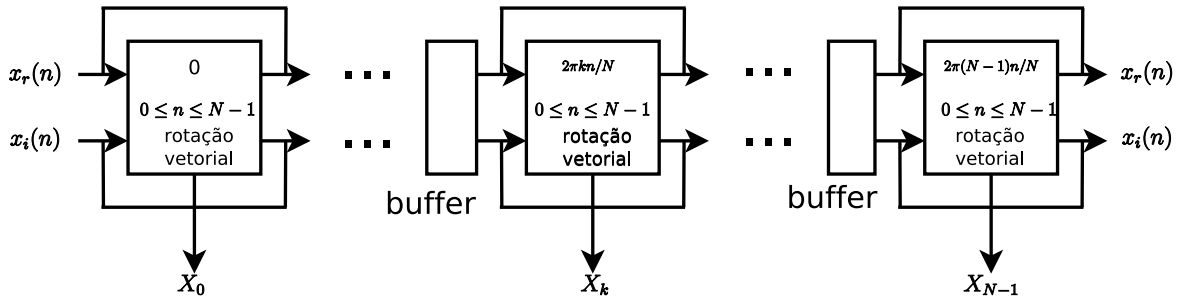 x_r(n) 0 2πkn/N 2π(N−1)n/N x_r(n)
0 ≤ n ≤ N − 1 0 ≤ n ≤ N − 1 0 ≤ n ≤ N − 1
x_i(n) rotação rotação rotação x_i(n)
vetorial vetorial vetorial
buffer buffer
X_0 X_k X_{N−1}